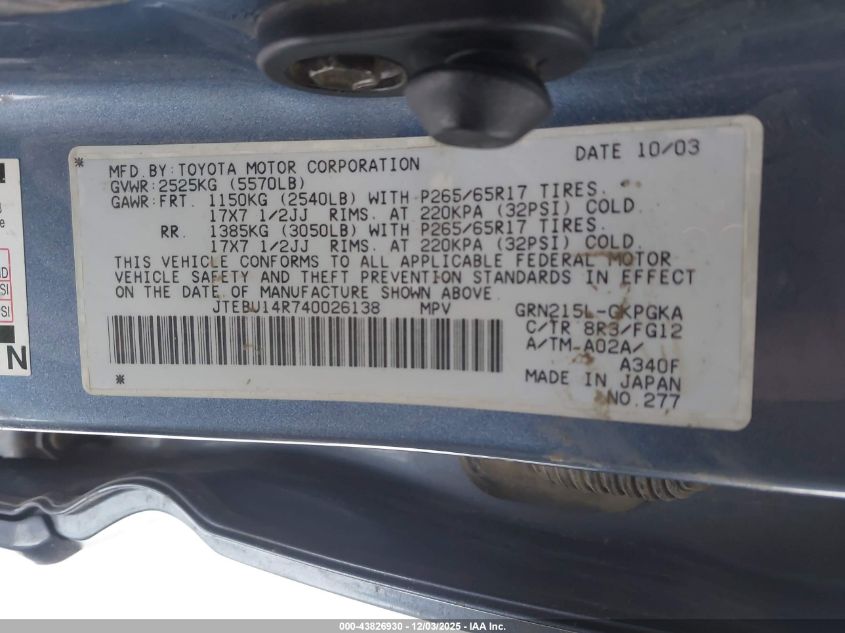 DATE 10/03
MFD.BY:TOYOTA MOTOR CORPORATION
GVWR:2525KG (5570LB)
GAWR:FRT. 1150KG (2540LB) WITH P265/65R17 TIRES.
17X7 1/2JJ RIMS. AT 220KPA (32PSI) COLD.
RR. 1385KG (3050LB) WITH P265/65R17 TIRES.
17X7 1/2JJ RIMS. AT 220KPA (32PSI) COLD.
THIS VEHICLE CONFORMS TO ALL APPLICABLE FEDERAL MOTOR
VEHICLE SAFETY AND THEFT PREVENTION STANDARDS IN EFFECT
ON THE DATE OF MANUFACTURE SHOWN ABOVE.
JTEBU14R740026138 MPV GRN215L-GKPGKA
C/TR 8R3/FG12
A/TM-A02A/
A340F
MADE IN JAPAN
NO.277
N
000-43826930 - 12/03/2025 - IAA Inc.